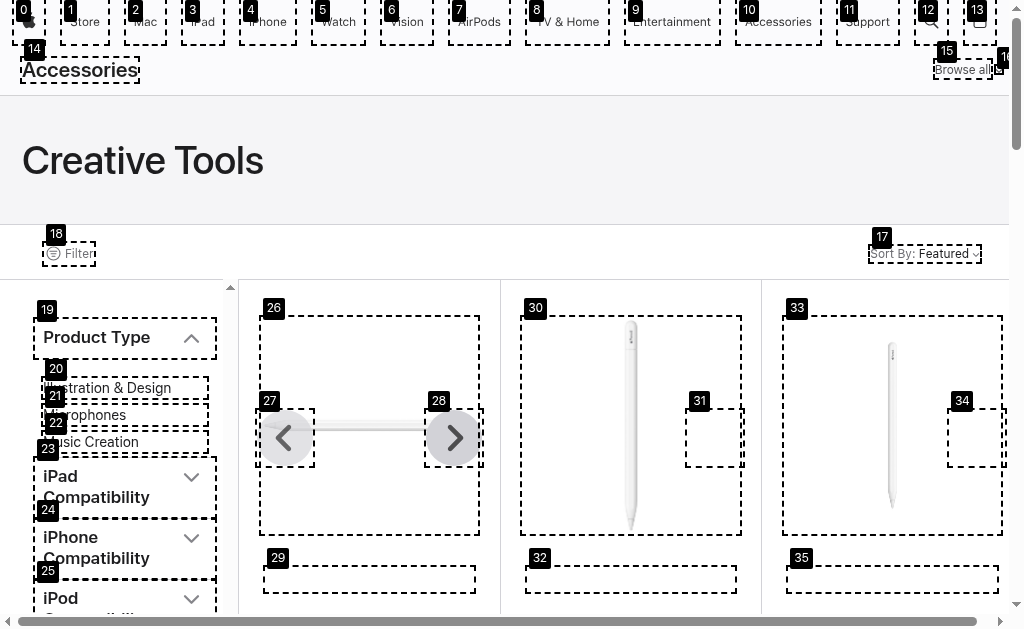 0 1 2 3 4 5 6 7 8 9 10 11 12 13
Store Mac iPad iPhone Watch Vision AirPods TV & Home Entertainment Accessories Support
14 15 16
Accessories Browse all
Creative Tools
18 17
Filter Sort By: Featured
19 26 30 33
Product Type
20
Illustration & Design
21 27 28 31 34
Microphones
22
Music Creation
23
iPad
Compatibility
24
iPhone
Compatibility
29 32 35
25
iPod